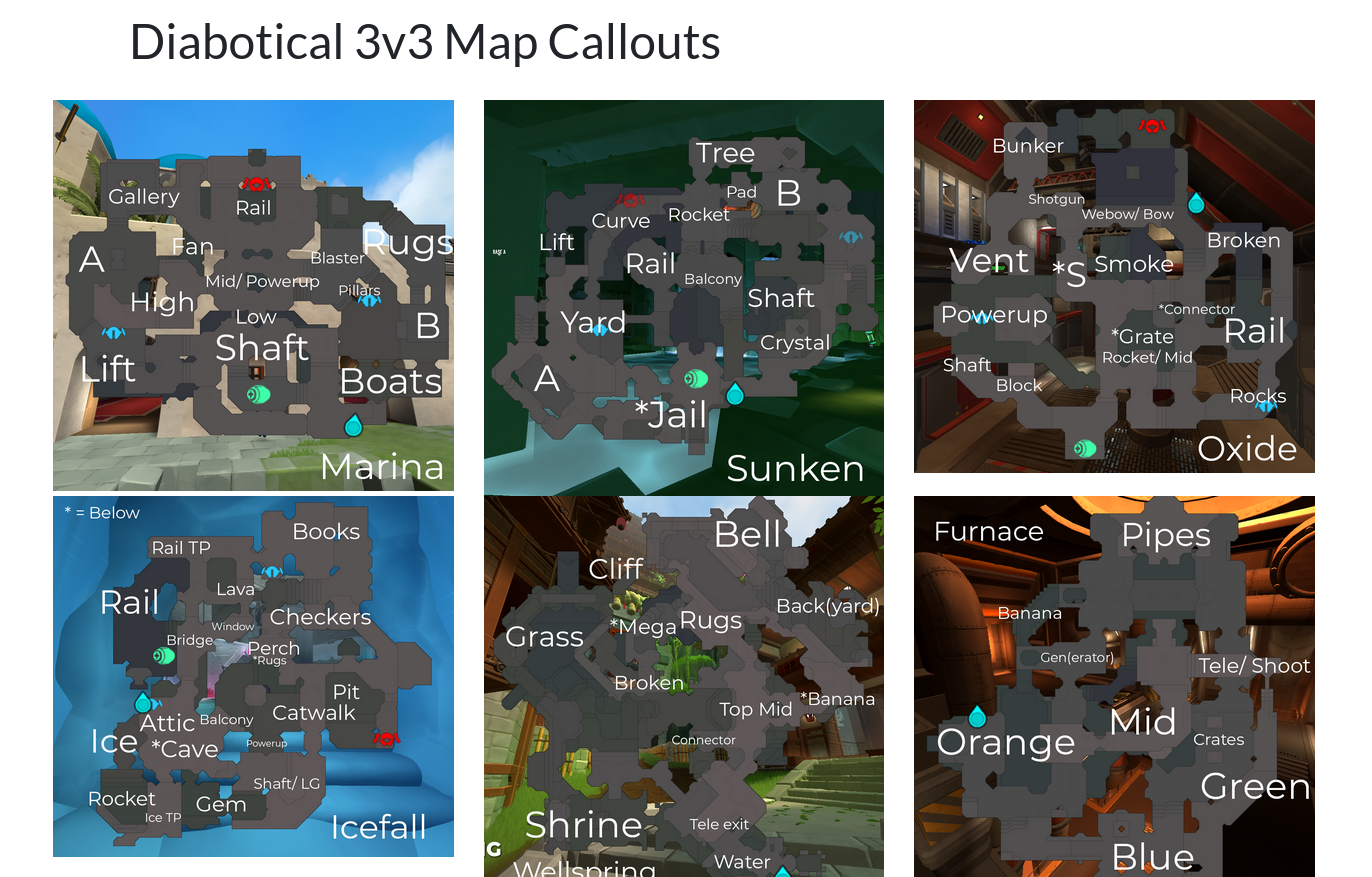 Diabotical 3v3 Map Callouts
Gallery
Rail
Fan
Rugs
A
Blaster
Mid/ Powerup
Pillars
High
Low
B
Shaft
Lift
Boats
Marina
Tree
Pad
B
Rocket
Curve
Lift
Rail
Balcony
Shaft
Yard
Crystal
A
*Jail
Sunken
Bunker
Shotgun
Webow/ Bow
Broken
Vent
*S
Smoke
*Connector
Powerup
*Grate
Rail
Rocket/ Mid
Shaft
Block
Rocks
Oxide
* = Below
Books
Rail TP
Lava
Rail
Checkers
Window
Bridge
Perch
*Rugs
Pit
Catwalk
Attic
Balcony
Ice
*Cave
Powerup
Shaft/ LG
Rocket
Gem
Ice TP
Icefall
Bell
Cliff
Back(yard)
*Mega
Rugs
Grass
Broken
*Banana
Top Mid
Connector
Shrine
Tele exit
G
Water
Wellspring
Furnace
Pipes
Banana
Gen(erator)
Tele/ Shoot
Mid
Orange
Crates
Green
Blue